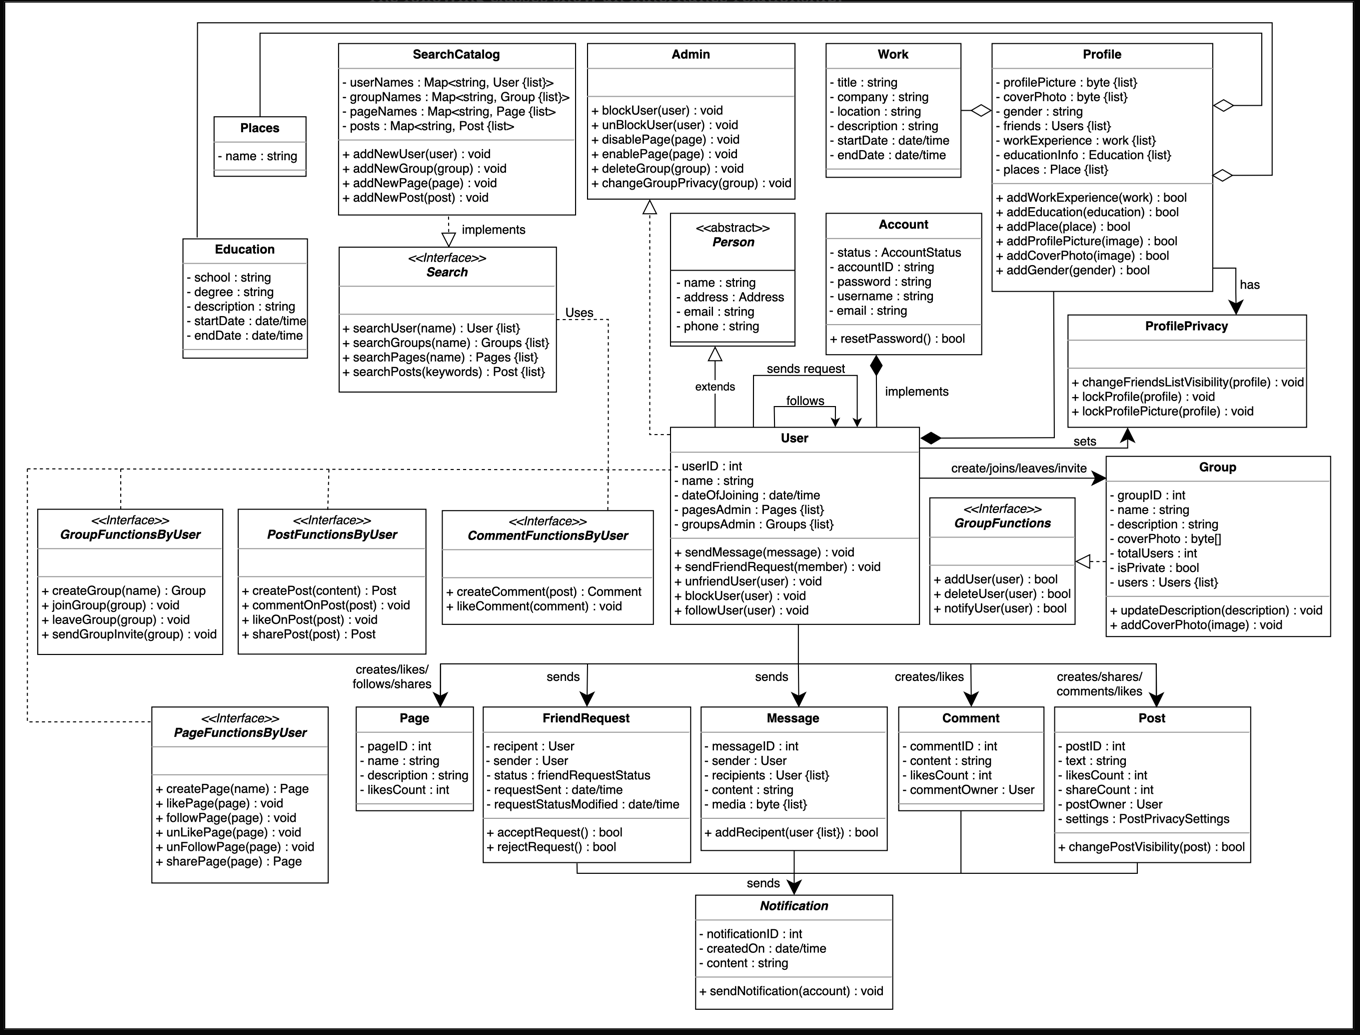 SearchCatalog
- userNames : Map<string, User {list}>
- groupNames : Map<string, Group {list}>
- pageNames : Map<string, Page {list>
- posts : Map<string, Post {list>
+ addNewUser(user) : void
+ addNewGroup(group) : void
+ addNewPage(page) : void
+ addNewPost(post) : void
Admin
+ blockUser(user) : void
+ unBlockUser(user) : void
+ disablePage(page) : void
+ enablePage(page) : void
+ deleteGroup(group) : void
+ changeGroupPrivacy(group) : void
Work
- title : string
- company : string
- location : string
- description : string
- startDate : date/time
- endDate : date/time
Profile
- profilePicture : byte {list}
- coverPhoto : byte {list}
- gender : string
- friends : Users {list}
- workExperience : work {list}
- educationInfo : Education {list}
- places : Place {list}
+ addWorkExperience(work) : bool
+ addEducation(education) : bool
+ addPlace(place) : bool
+ addProfilePicture(image) : bool
+ addCoverPhoto(image) : bool
+ addGender(gender) : bool
Places
- name : string
implements
Education
- school : string
- degree : string
- description : string
- startDate : date/time
- endDate : date/time
<<Interface>>
Search
+ searchUser(name) : User {list}
+ searchGroups(name) : Groups {list}
+ searchPages(name) : Pages {list}
+ searchPosts(keywords) : Post {list}
Uses
<<abstract>>
Person
- name : string
- address : Address
- email : string
- phone : string
Account
- status : AccountStatus
- accountID : string
- password : string
- username : string
- email : string
+ resetPassword() : bool
has
ProfilePrivacy
+ changeFriendsListVisibility(profile) : void
+ lockProfile(profile) : void
+ lockProfilePicture(profile) : void
extends
sends request
follows
implements
sets
User
- userID : int
- name : string
- dateOfJoining : date/time
- pagesAdmin : Pages {list}
- groupsAdmin : Groups {list}
+ sendMessage(message) : void
+ sendFriendRequest(member) : void
+ unfriendUser(user) : void
+ blockUser(user) : void
+ followUser(user) : void
create/joins/leaves/invite
Group
- groupID : int
- name : string
- description : string
- coverPhoto : byte[]
- totalUsers : int
- isPrivate : bool
- users : Users {list}
+ updateDescription(description) : void
+ addCoverPhoto(image) : void
<<Interface>>
GroupFunctions
+ addUser(user) : bool
+ deleteUser(user) : bool
+ notifyUser(user) : bool
<<Interface>>
GroupFunctionsByUser
+ createGroup(name) : Group
+ joinGroup(group) : void
+ leaveGroup(group) : void
+ sendGroupInvite(group) : void
<<Interface>>
PostFunctionsByUser
+ createPost(content) : Post
+ commentOnPost(post) : void
+ likeOnPost(post) : void
+ sharePost(post) : Post
<<Interface>>
CommentFunctionsByUser
+ createComment(post) : Comment
+ likeComment(comment) : void
creates/likes/
follows/shares
sends
sends
creates/likes
creates/shares/
comments/likes
<<Interface>>
PageFunctionsByUser
+ createPage(name) : Page
+ likePage(page) : void
+ followPage(page) : void
+ unLikePage(page) : void
+ unFollowPage(page) : void
+ sharePage(page) : Page
Page
- pageID : int
- name : string
- description : string
- likesCount : int
FriendRequest
- recipent : User
- sender : User
- status : friendRequestStatus
- requestSent : date/time
- requestStatusModified : date/time
+ acceptRequest() : bool
+ rejectRequest() : bool
Message
- messageID : int
- sender : User
- recipients : User {list}
- content : string
- media : byte {list}
+ addRecipent(user {list}) : bool
Comment
- commentID : int
- content : string
- likesCount : int
- commentOwner : User
Post
- postID : int
- text : string
- likesCount : int
- shareCount : int
- postOwner : User
- settings : PostPrivacySettings
+ changePostVisibility(post) : bool
sends
Notification
- notificationID : int
- createdOn : date/time
- content : string
+ sendNotification(account) : void